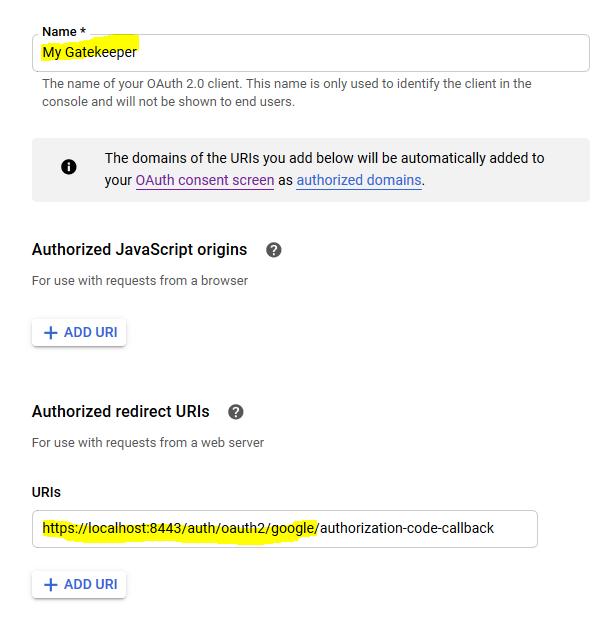 Name *
My Gatekeeper
The name of your OAuth 2.0 client. This name is only used to identify the client in the
console and will not be shown to end users.
The domains of the URIs you add below will be automatically added to
your OAuth consent screen as authorized domains.
Authorized JavaScript origins
For use with requests from a browser
ADD URI
Authorized redirect URIs
For use with requests from a web server
URIs
https://localhost:8443/auth/oauth2/google/authorization-code-callback
ADD URI